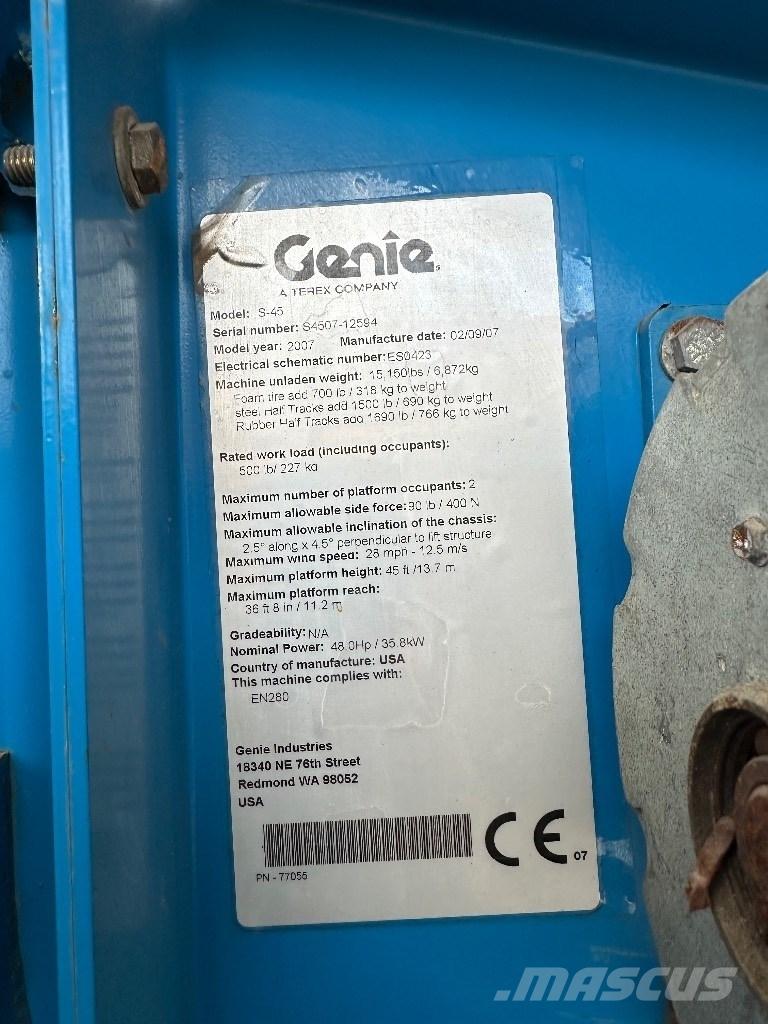 Genie
A TEREX COMPANY
Model: S-45
Serial number: S4507-12594
Model year: 2007 Manufacture date: 02/09/07
Electrical schematic number: ES0423
Machine unladen weight: 15,150lbs / 6,872kg
Foam tire add 700 lb / 318 kg to weight
steel Half Tracks add 1500 lb / 690 kg to weight
Rubber Half Tracks add 1690 lb / 766 kg to weight
Rated work load (including occupants):
500 lb/ 227 kg
Maximum number of platform occupants: 2
Maximum allowable side force: 90 lb / 400 N
Maximum allowable inclination of the chassis:
2.5° along x 4.5° perpendicular to lift structure
Maximum wind speed: 28 mph - 12.5 m/s
Maximum platform height: 45 ft /13.7 m
Maximum platform reach:
36 ft 8 in / 11.2 m
Gradeability: N/A
Nominal Power: 48.0Hp / 35.8kW
Country of manufacture: USA
This machine complies with:
EN280
Genie Industries
18340 NE 76th Street
Redmond WA 98052
USA
CE 07
PN - 77055
MASCUS